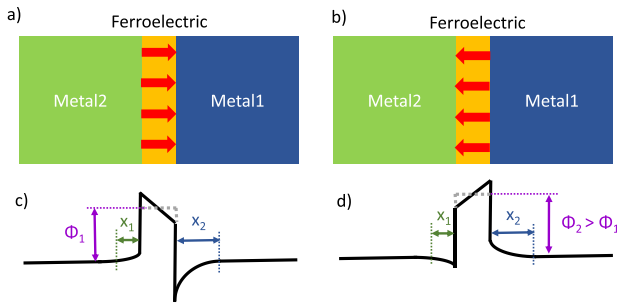 a)
Ferroelectric
Metal2
Metal1
b)
Ferroelectric
Metal2
Metal1
c)
Φ1
x1
x2
d)
x1
x2
Φ2 > Φ1